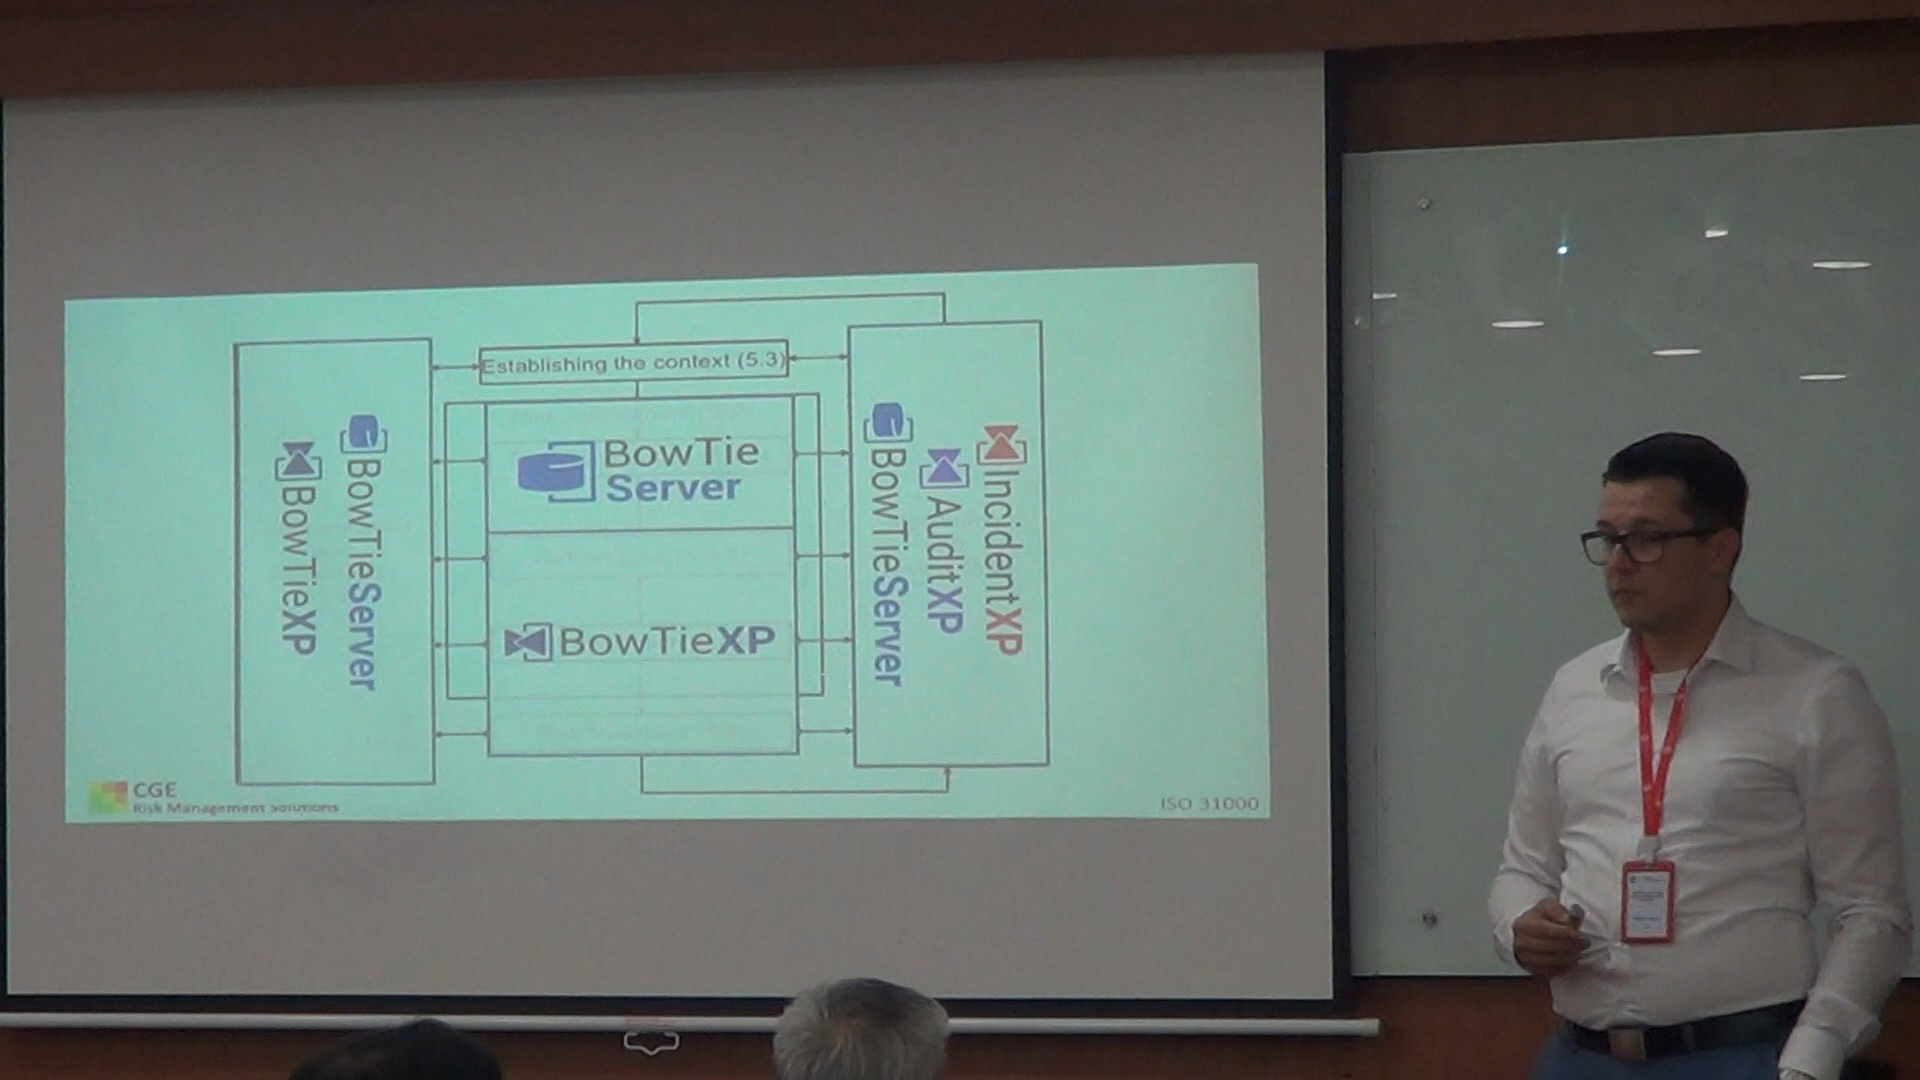 Establishing the context (5.3)
BowTieServer
BowTieXP
BowTie
Server
BowTieXP
IncidentXP
AuditXP
BowTieServer
CGE
Risk Management Solutions
ISO 31000